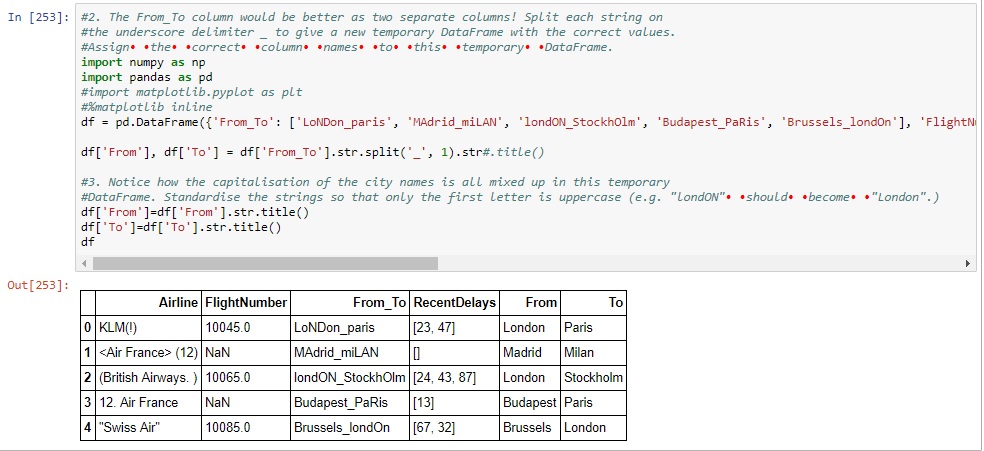 In [253]: #2. The From_To column would be better as two separate columns! Split each string on
#the underscore delimiter _ to give a new temporary DataFrame with the correct values.
#Assign• •the• •correct• •column• •names• •to• •this• •temporary• •DataFrame.
import numpy as np
import pandas as pd
#import matplotlib.pyplot as plt
#%matplotlib inline
df = pd.DataFrame({'From_To': ['LoNDon_paris', 'MAdrid_miLAN', 'londON_StockhOlm', 'Budapest_PaRis', 'Brussels_londOn'], 'FlightN
df['From'], df['To'] = df['From_To'].str.split('_', 1).str#.title()
#3. Notice how the capitalisation of the city names is all mixed up in this temporary
#DataFrame. Standardise the strings so that only the first letter is uppercase (e.g. "londON"• •should• •become• •"London".)
df['From']=df['From'].str.title()
df['To']=df['To'].str.title()
df
Out[253]:
Airline FlightNumber From_To RecentDelays From To
0 KLM(!) 10045.0 LoNDon_paris [23, 47] London Paris
1 <Air France> (12) NaN MAdrid_miLAN [] Madrid Milan
2 (British Airways. ) 10065.0 londON_StockhOlm [24, 43, 87] London Stockholm
3 12. Air France NaN Budapest_PaRis [13] Budapest Paris
4 "Swiss Air" 10085.0 Brussels_londOn [67, 32] Brussels London